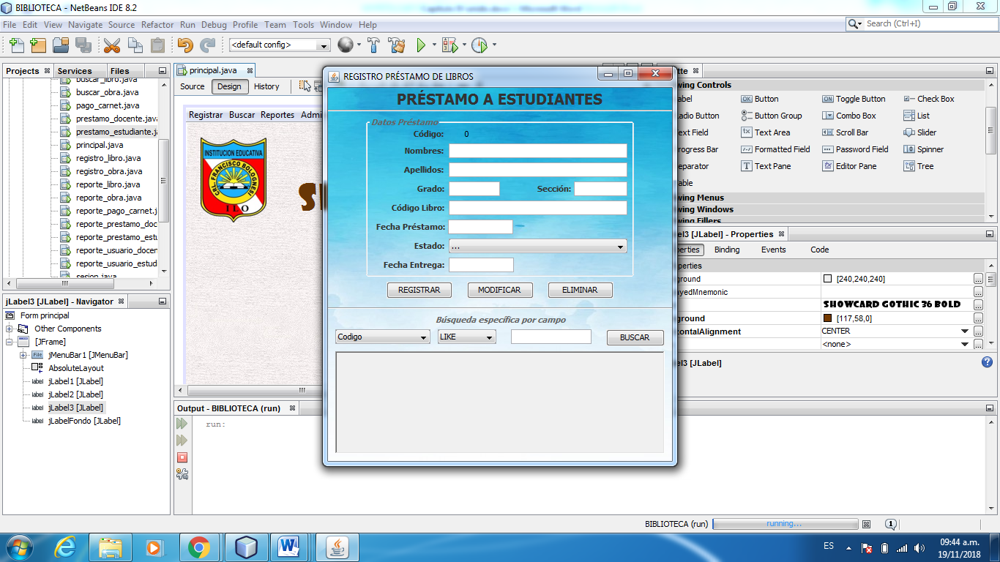 BIBLIOTECA - NetBeans IDE 8.2
File Edit View Navigate Source Refactor Run Debug Profile Team Tools Window Help
Search (Ctrl+I)
<default config>
Projects Services Files
buscar_libro.java
buscar_obra.java
pago_carnet.java
prestamo_docente.java
prestamo_estudiante.ja
principal.java
registro_libro.java
registro_obra.java
reporte_libro.java
reporte_obra.java
reporte_pago_carnet.j
reporte_prestamo_doc
reporte_prestamo_estu
reporte_usuario_docen
reporte_usuario_estud
sesion.java
jLabel3 [JLabel] - Navigator
Form principal
Other Components
[JFrame]
jMenuBar1 [JMenuBar]
AbsoluteLayout
jLabel1 [JLabel]
jLabel2 [JLabel]
jLabel3 [JLabel]
jLabelFondo [JLabel]
principal.java
Source Design History
Registrar Buscar Reportes Admi
INSTITUCION EDUCATIVA
CRL. FRANCISCO BOLOGNESI
ILO
REGISTRO PRÉSTAMO DE LIBROS
PRÉSTAMO A ESTUDIANTES
Datos Préstamo
Código: 0
Nombres:
Apellidos:
Grado: Sección:
Código Libro:
Fecha Préstamo:
Estado: ...
Fecha Entrega:
REGISTRAR MODIFICAR ELIMINAR
Búsqueda específica por campo
Codigo LIKE BUSCAR
tte
wing Controls
abel Button Toggle Button Check Box
adio Button Button Group Combo Box List
ext Field Text Area Scroll Bar Slider
rogress Bar Formatted Field Password Field Spinner
eparator Text Pane Editor Pane Tree
able
wing Menus
wing Windows
wing Fillers
el3 [JLabel] - Properties
perties Binding Events Code
operties
ground [240,240,240]
ayedMnemonic
SHOWCARD GOTHIC 36 BOLD
ground [117,58,0]
zontalAlignment CENTER
<none>
el3 [JLabel]
Output - BIBLIOTECA (run)
run:
BIBLIOTECA (run) running... 1
ES
09:44 a.m.
19/11/2018